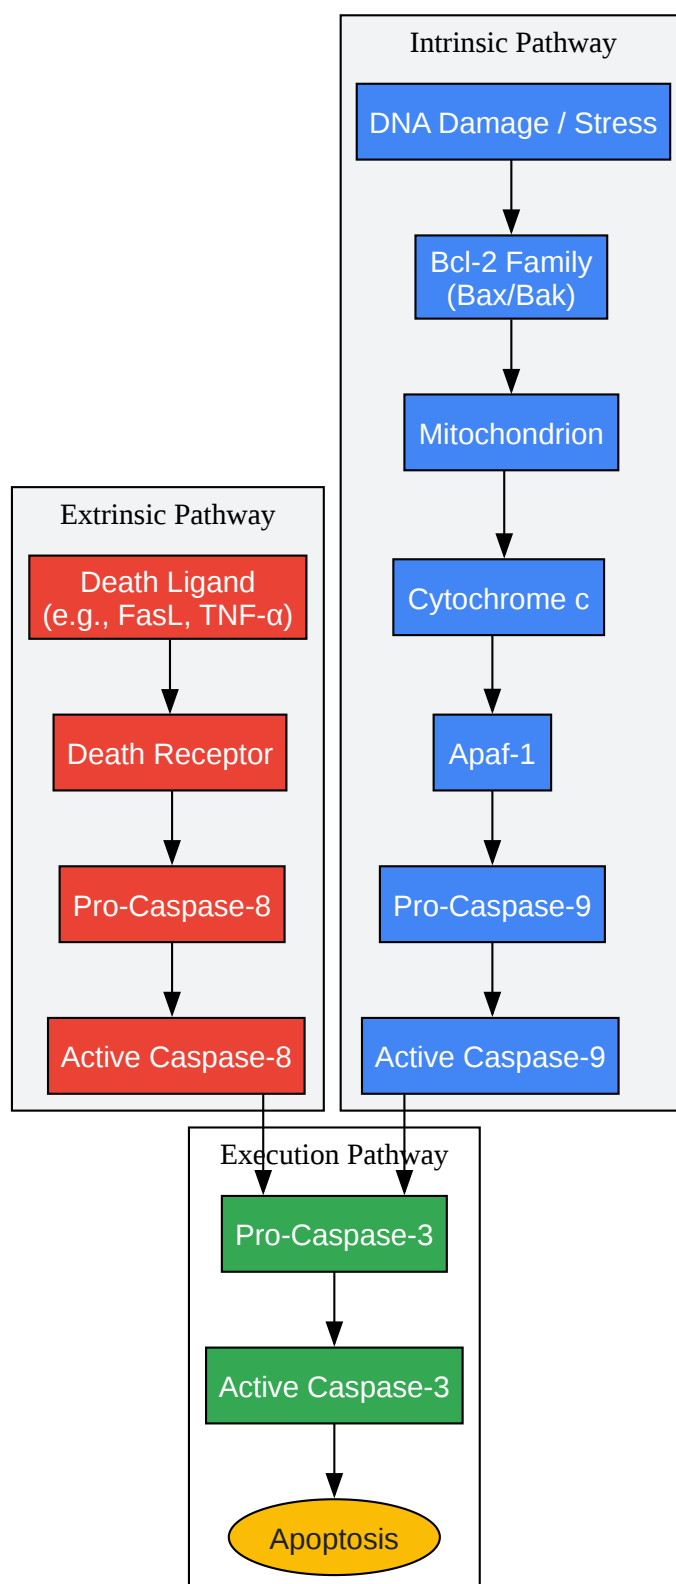 Intrinsic Pathway
DNA Damage / Stress
Bcl-2 Family
(Bax/Bak)
Mitochondrion
Cytochrome c
Apaf-1
Pro-Caspase-9
Active Caspase-9
Extrinsic Pathway
Death Ligand
(e.g., FasL, TNF-α)
Death Receptor
Pro-Caspase-8
Active Caspase-8
Execution Pathway
Pro-Caspase-3
Active Caspase-3
Apoptosis